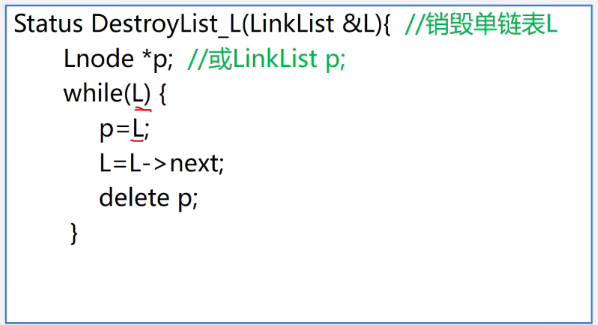 Status DestroyList_L(LinkList &L){ //销毁单链表L
Lnode *p; //或LinkList p;
while(L) {
p=L;
L=L->next;
delete p;
}